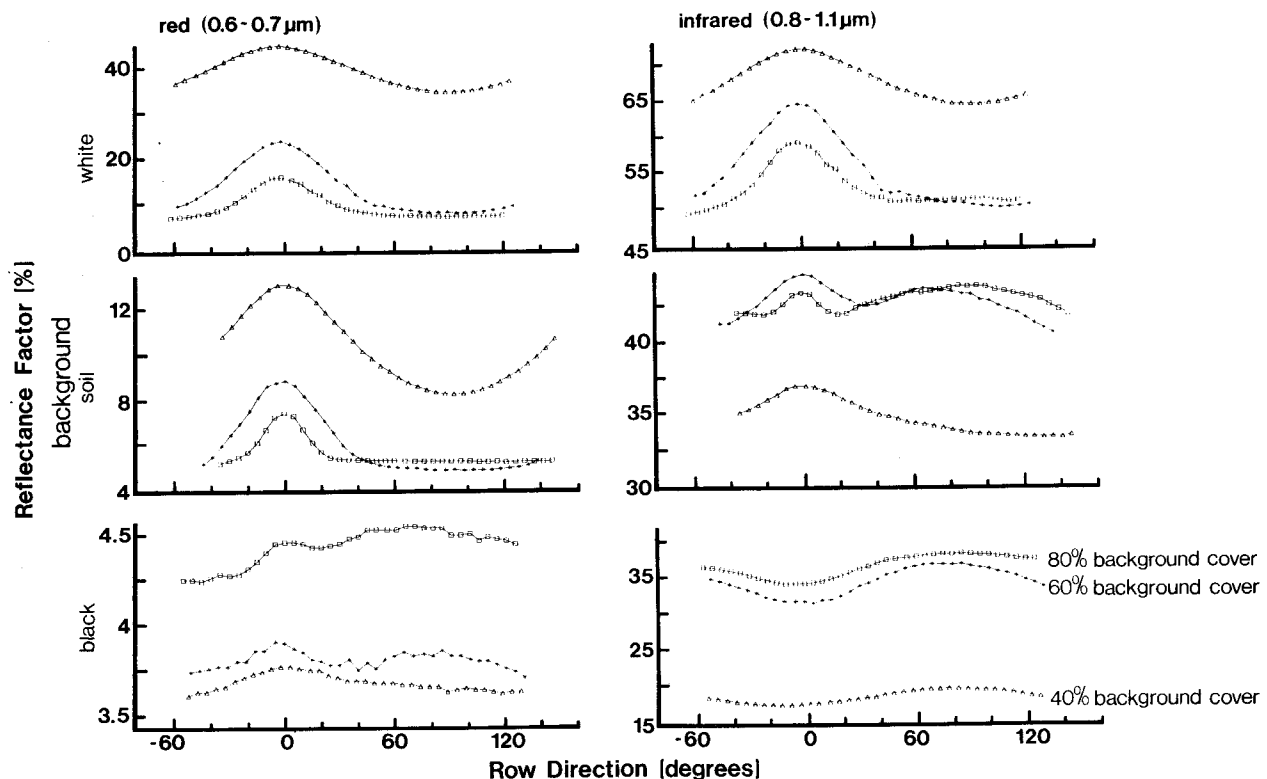 red (0.6-0.7µm)
infrared (0.8-1.1µm)
Reflectance Factor [%]
background
white
40
20
0
65
55
45
soil
12
8
4
40
35
30
black
4.5
4
3.5
35
25
15
80% background cover
60% background cover
40% background cover
-60 0 60 120
-60 0 60 120
Row Direction [degrees]